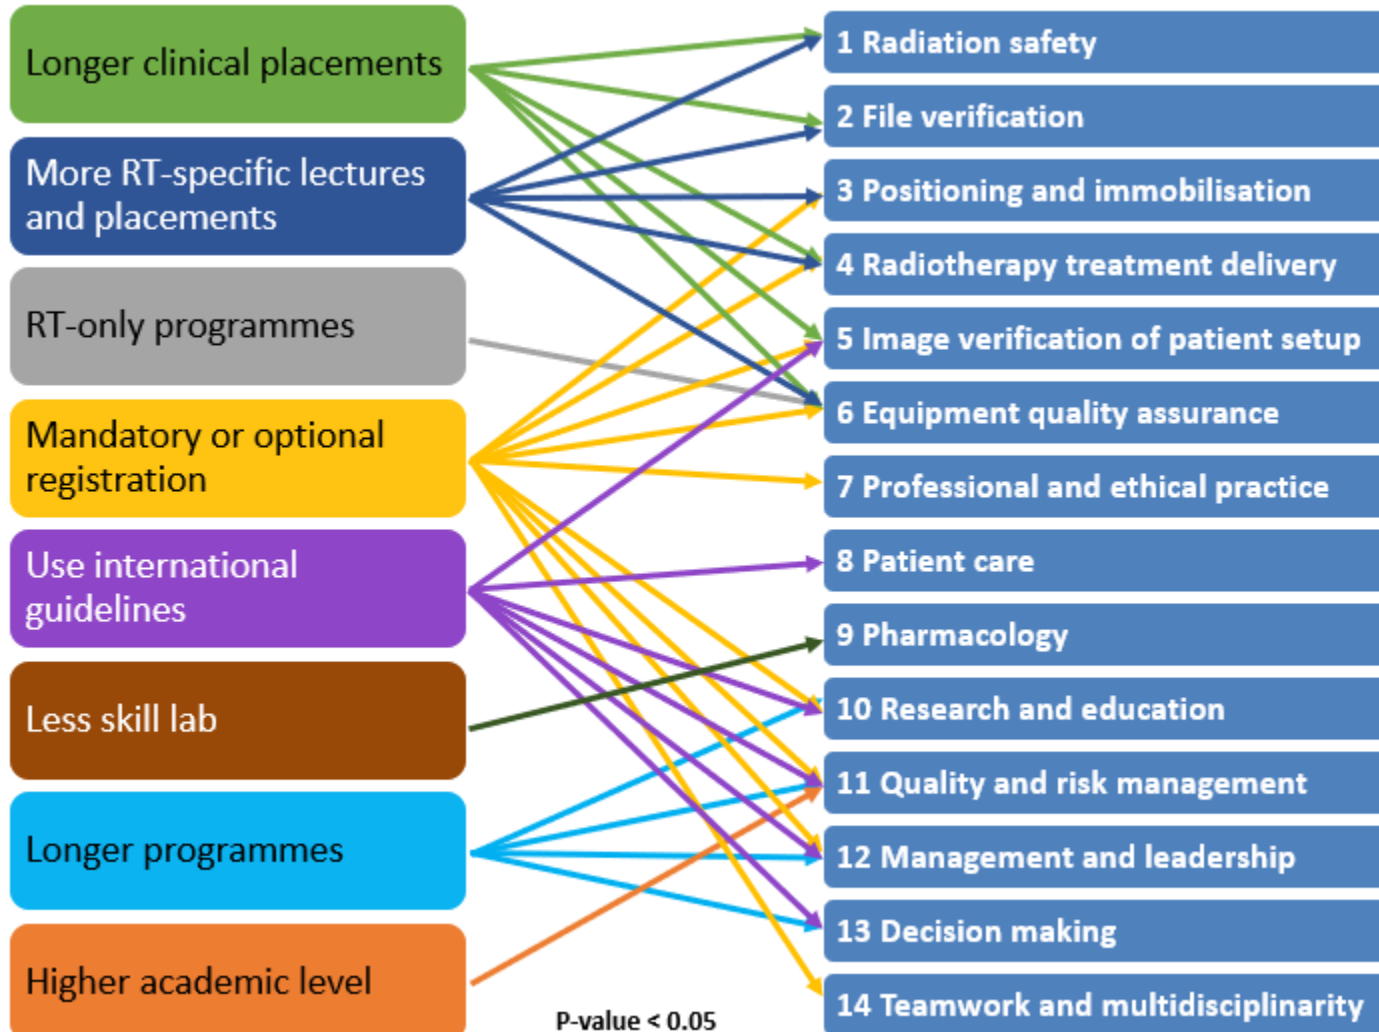 Longer clinical placements
More RT-specific lectures
and placements
RT-only programmes
Mandatory or optional
registration
Use international
guidelines
Less skill lab
Longer programmes
Higher academic level
P-value < 0.05
1 Radiation safety
2 File verification
3 Positioning and immobilisation
4 Radiotherapy treatment delivery
5 Image verification of patient setup
6 Equipment quality assurance
7 Professional and ethical practice
8 Patient care
9 Pharmacology
10 Research and education
11 Quality and risk management
12 Management and leadership
13 Decision making
14 Teamwork and multidisciplinarity